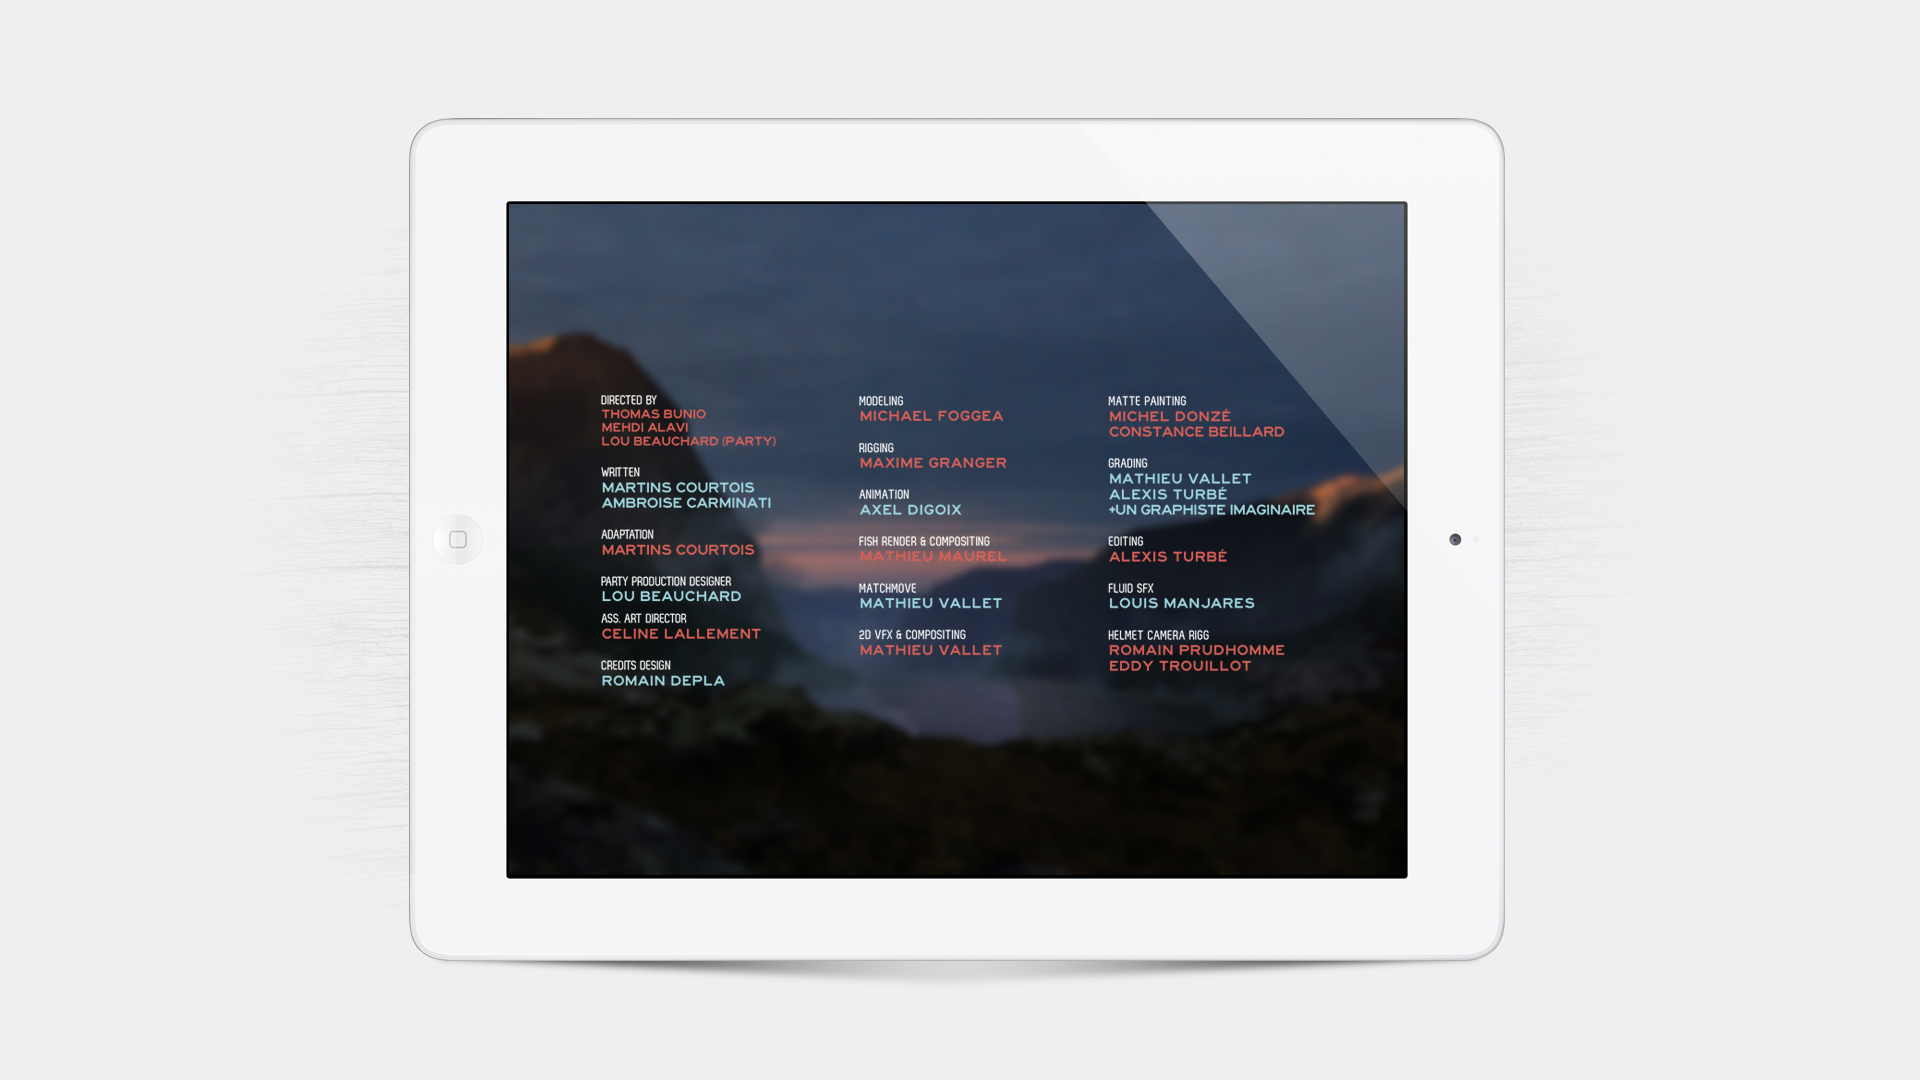 DIRECTED BY
THOMAS BUNIO
MEHDI ALAVI
LOU BEAUCHARD (PARTY)
WRITTEN
MARTINS COURTOIS
AMBROISE CARMINATI
ADAPTATION
MARTINS COURTOIS
PARTY PRODUCTION DESIGNER
LOU BEAUCHARD
ASS. ART DIRECTOR
CELINE LALLEMENT
CREDITS DESIGN
ROMAIN DEPLA
MODELING
MICHAEL FOGGEA
RIGGING
MAXIME GRANGER
ANIMATION
AXEL DIGOIX
FISH RENDER & COMPOSITING
MATHIEU MAUREL
MATCHMOVE
MATHIEU VALLET
2D VFX & COMPOSITING
MATHIEU VALLET
MATTE PAINTING
MICHEL DONZÉ
CONSTANCE BEILLARD
GRADING
MATHIEU VALLET
ALEXIS TURBÉ
+UN GRAPHISTE IMAGINAIRE
EDITING
ALEXIS TURBÉ
FLUID SFX
LOUIS MANJARES
HELMET CAMERA RIGG
ROMAIN PRUDHOMME
EDDY TROUILLOT